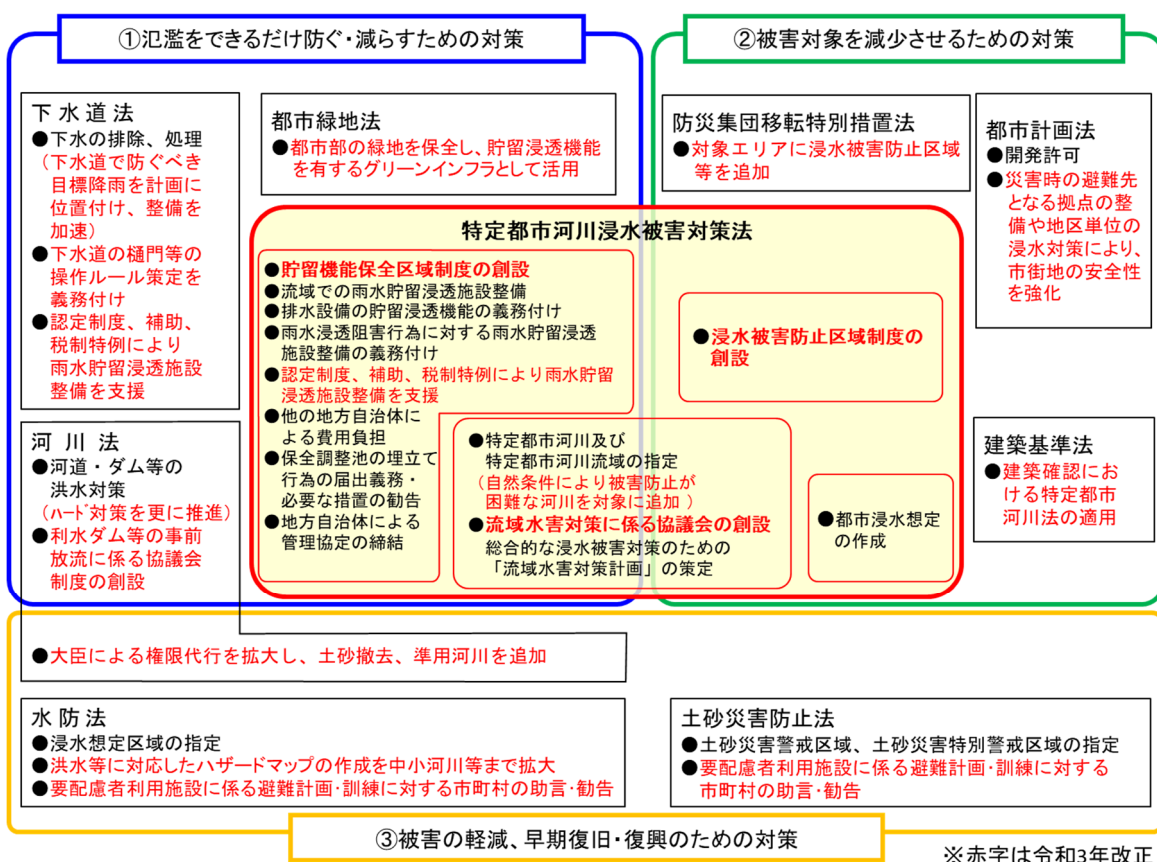 ①氾濫をできるだけ防ぐ・減らすための対策
②被害対象を減少させるための対策
下水道法
●下水の排除、処理
(下水道で防ぐべき
目標降雨を計画に
位置付け、整備を
加速)
●下水道の樋門等の
操作ルール策定を
義務付け
●認定制度、補助、
税制特例により
雨水貯留浸透施設
整備を支援
都市緑地法
●都市部の緑地を保全し、貯留浸透機能
を有するグリーンインフラとして活用
防災集団移転特別措置法
●対象エリアに浸水被害防止区域
等を追加
都市計画法
●開発許可
●災害時の避難先
となる拠点の整
備や地区単位の
浸水対策により、
市街地の安全性
を強化
特定都市河川浸水被害対策法
●貯留機能保全区域制度の創設
●流域での雨水貯留浸透施設整備
●排水設備の貯留浸透機能の義務付け
●雨水浸透阻害行為に対する雨水貯留浸透
施設整備の義務付け
●認定制度、補助、税制特例により雨水貯留
浸透施設整備を支援
●他の地方自治体に
よる費用負担
●保全調整池の埋立て
行為の届出義務・
必要な措置の勧告
●地方自治体による
管理協定の締結
●浸水被害防止区域制度の
創設
●特定都市河川及び
特定都市河川流域の指定
(自然条件により被害防止が
困難な河川を対象に追加)
●流域水害対策に係る協議会の創設
総合的な浸水被害対策のための
「流域水害対策計画」の策定
●都市浸水想定
の作成
河川法
●河道・ダム等の
洪水対策
(ハード対策を更に推進)
●利水ダム等の事前
放流に係る協議会
制度の創設
建築基準法
●建築確認にお
ける特定都市
河川法の適用
●大臣による権限代行を拡大し、土砂撤去、準用河川を追加
水防法
●浸水想定区域の指定
●洪水等に対応したハザードマップの作成を中小河川等まで拡大
●要配慮者利用施設に係る避難計画・訓練に対する市町村の助言・勧告
土砂災害防止法
●土砂災害警戒区域、土砂災害特別警戒区域の指定
●要配慮者利用施設に係る避難計画・訓練に対する
市町村の助言・勧告
③被害の軽減、早期復旧・復興のための対策
※赤字は令和3年改正